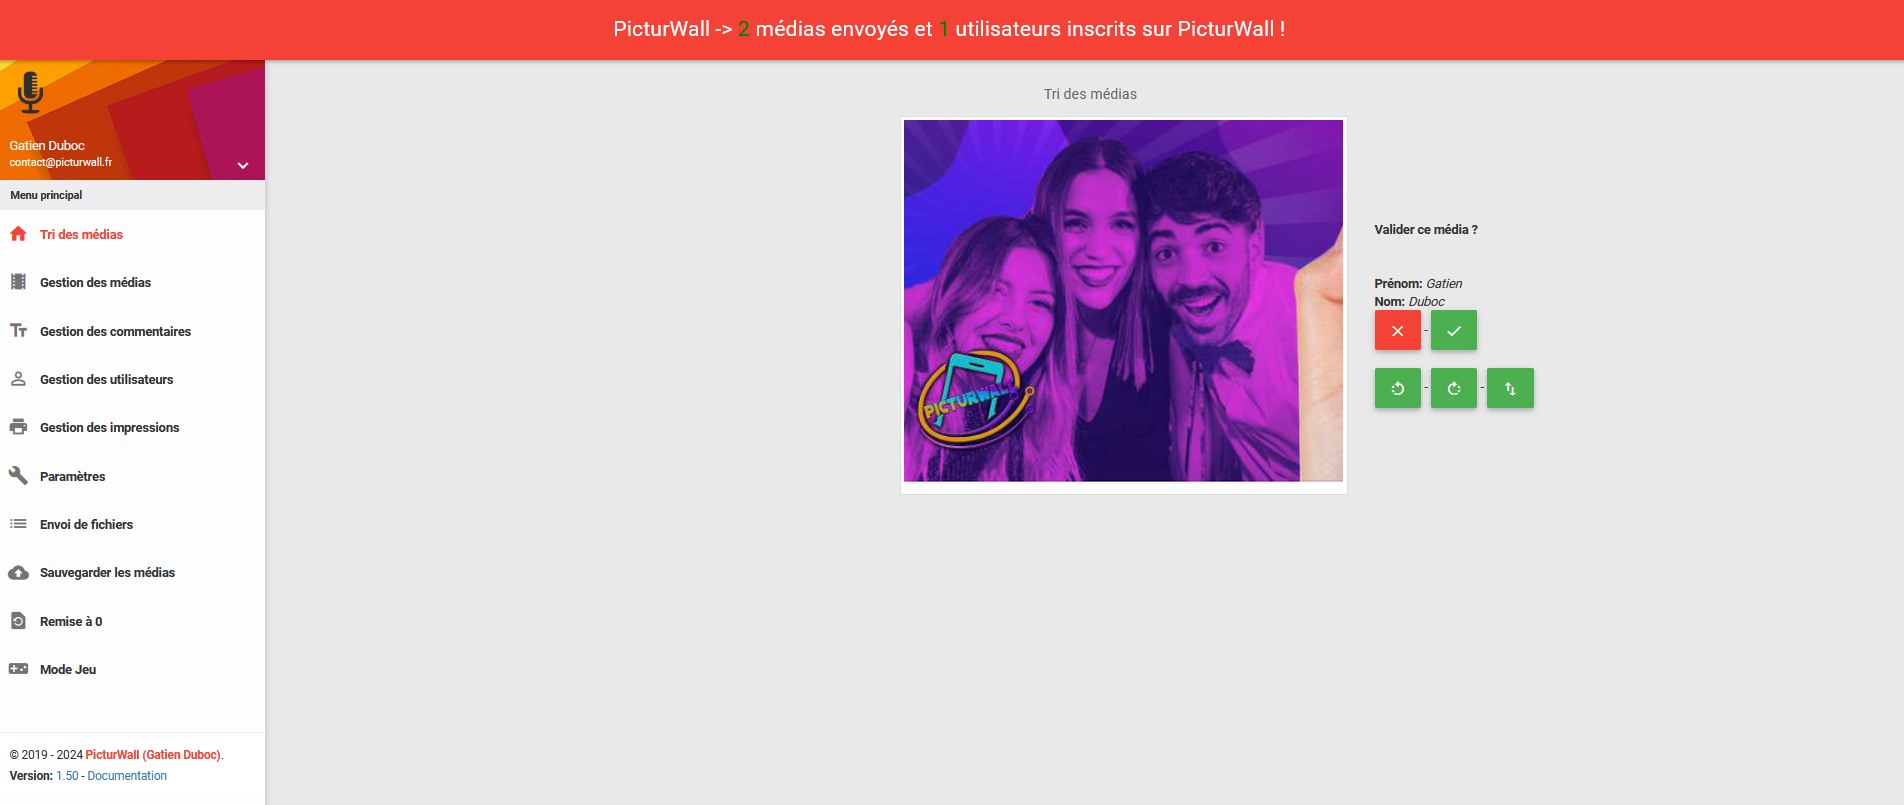 PicturWall -> 2 médias envoyés et 1 utilisateurs inscrits sur PicturWall !
Gatien Duboc
contact@picturwall.fr
Menu principal
Tri des médias
Gestion des médias
Gestion des commentaires
Gestion des utilisateurs
Gestion des impressions
Paramètres
Envoi de fichiers
Sauvegarder les médias
Remise à 0
Mode Jeu
© 2019 - 2024 PicturWall (Gatien Duboc).
Version: 1.50 - Documentation
Tri des médias
PICTURWALL
Valider ce média ?
Prénom: Gatien
Nom: Duboc
-
- -